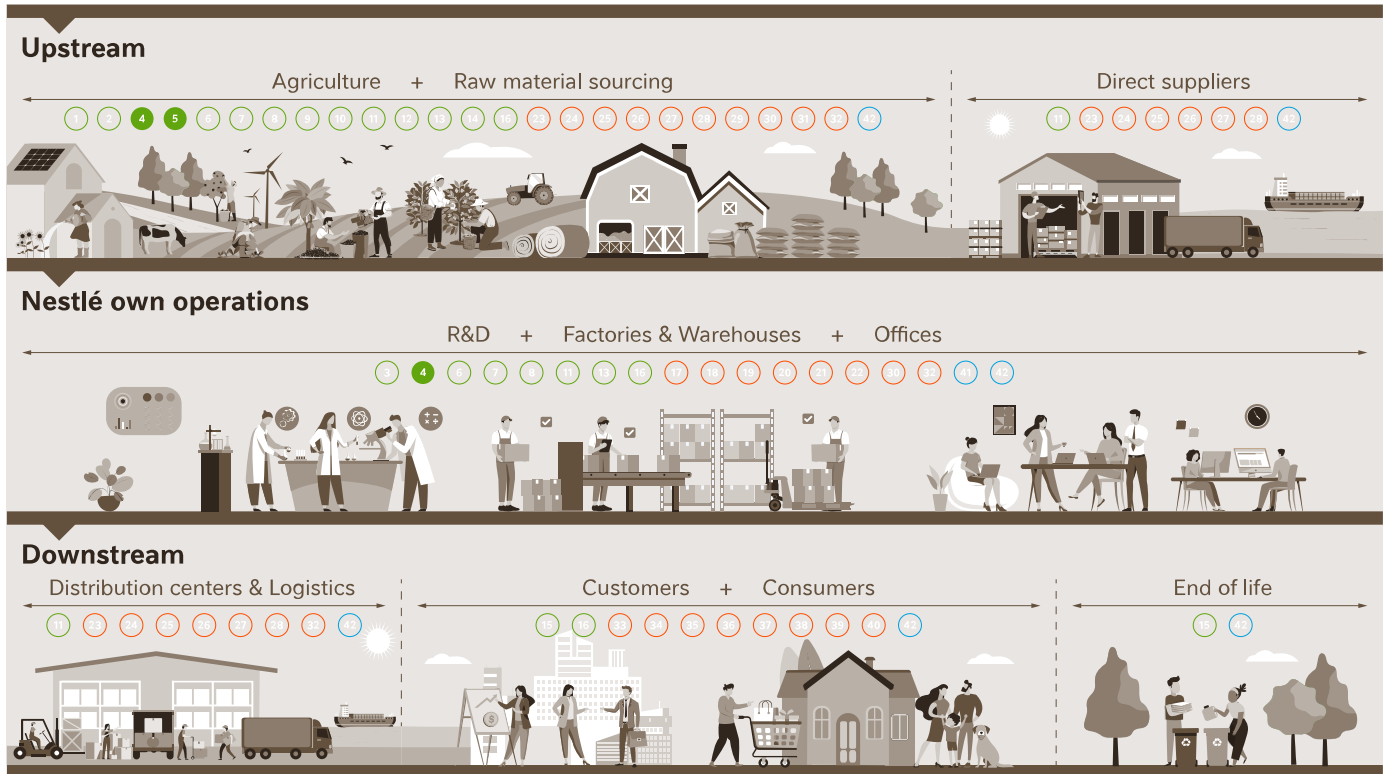 Upstream
Agriculture + Raw material sourcing
Direct suppliers
1 2 4 5 6 7 8 9 10 11 12 13 14 16 23 24 25 26 27 28 29 30 31 32 42
11 23 24 25 26 27 28 42
Nestlé own operations
R&D + Factories & Warehouses + Offices
3 4 6 7 8 11 13 16 17 18 19 20 21 22 30 32 41 42
Downstream
Distribution centers & Logistics
Customers + Consumers
End of life
11 23 24 25 26 27 28 32 42
15 16 33 34 35 36 37 38 39 40 42
15 42